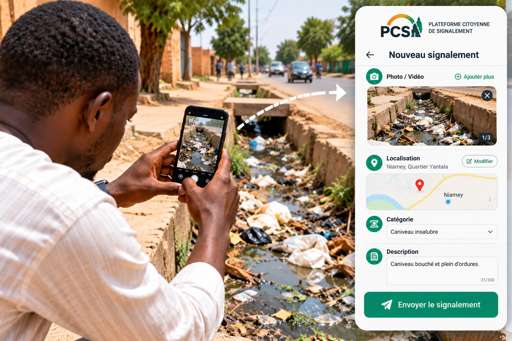 PCSA
PLATEFORME CITOYENNE
DE SIGNALEMENT
Nouveau signalement
Photo / Vidéo
Ajouter plus
1/3
Localisation
Niamey, Quartier Yantala
Modifier
Niamey
Catégorie
Caniveau insalubre
Description
Caniveau bouché et plein d'ordures.
Envoyer le signalement